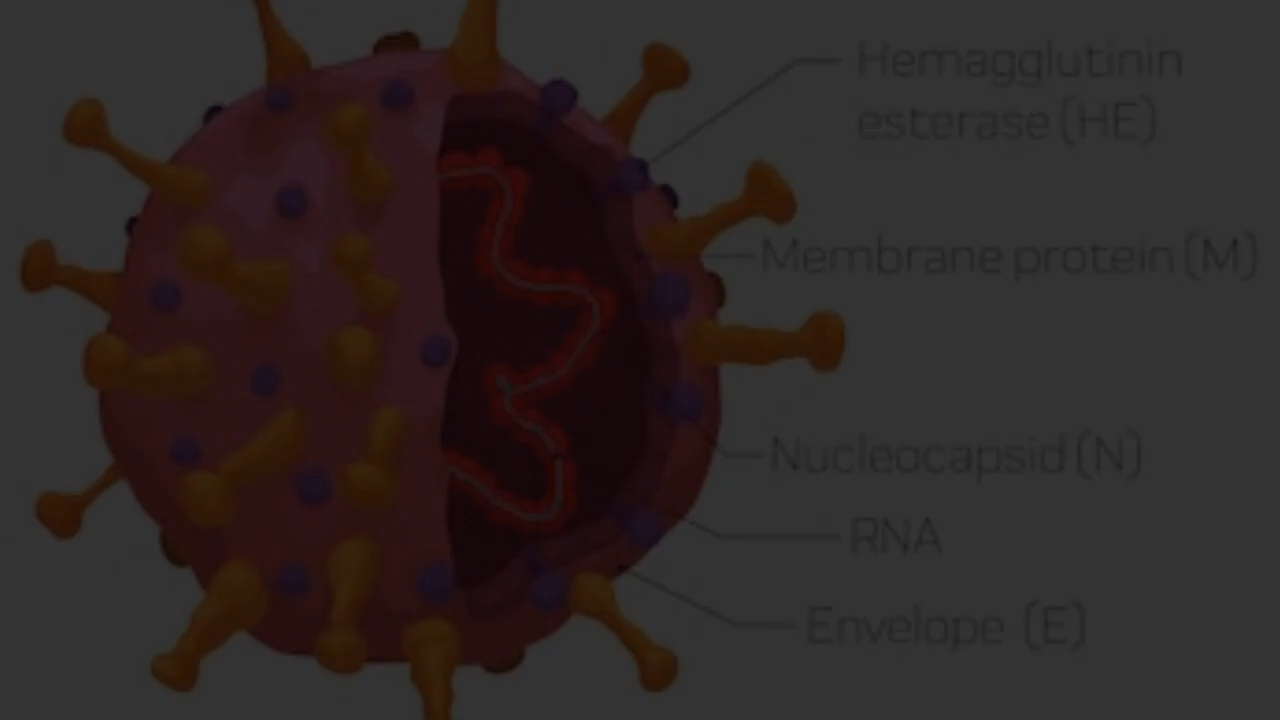 Hemagglutinin
esterase (HE)
Membrane protein (M)
Nucleocapsid (N)
RNA
Envelope (E)